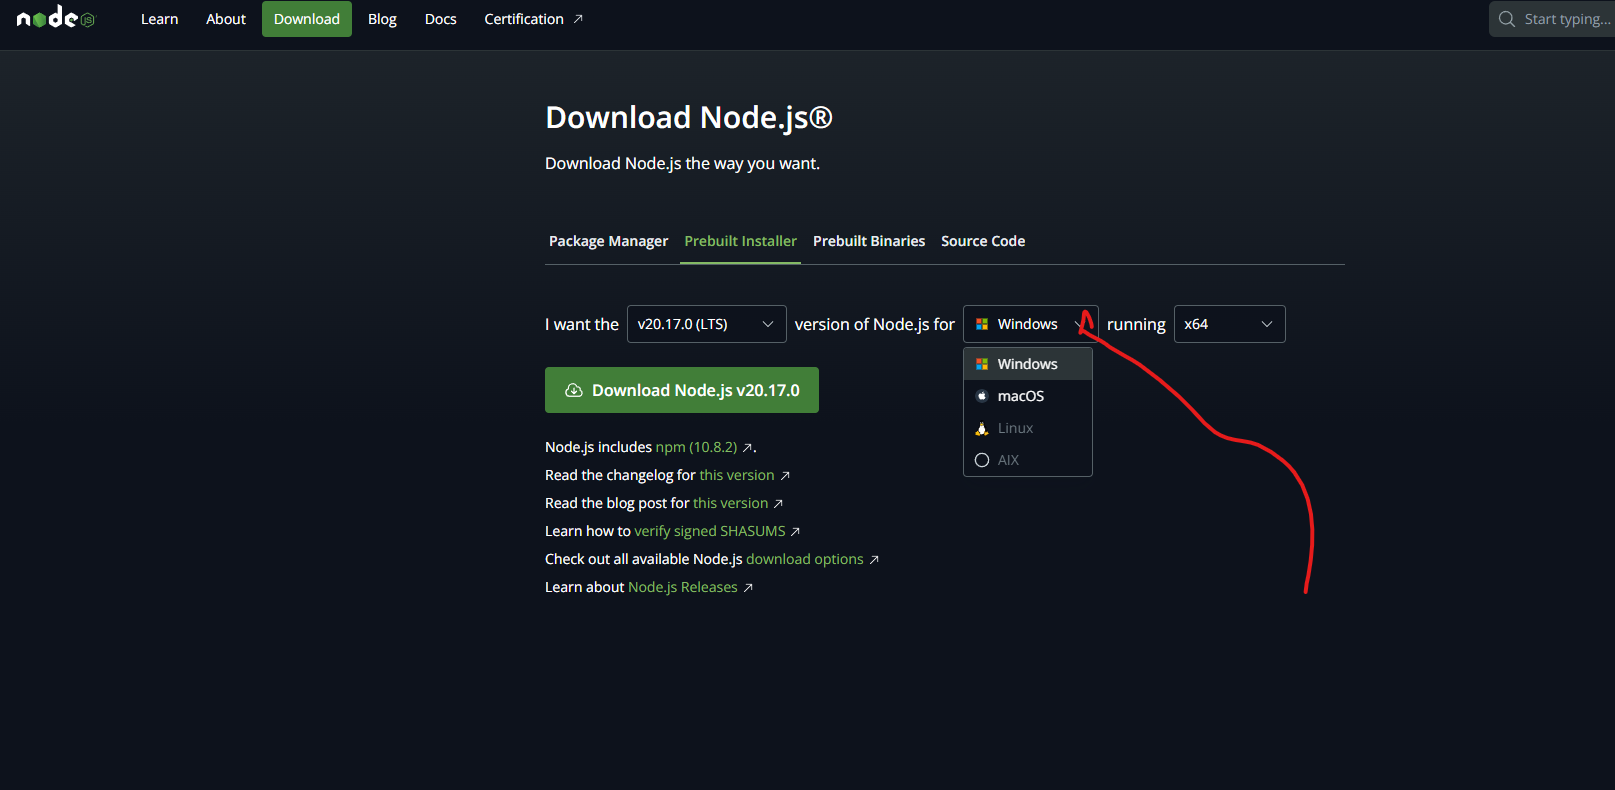 node JS Learn About Download Blog Docs Certification ↗ Start typing...
Download Node.js®
Download Node.js the way you want.
Package Manager Prebuilt Installer Prebuilt Binaries Source Code
I want the v20.17.0 (LTS) version of Node.js for Windows running x64
Windows
macOS
Linux
AIX
Download Node.js v20.17.0
Node.js includes npm (10.8.2) ↗.
Read the changelog for this version ↗
Read the blog post for this version ↗
Learn how to verify signed SHASUMS ↗
Check out all available Node.js download options ↗
Learn about Node.js Releases ↗